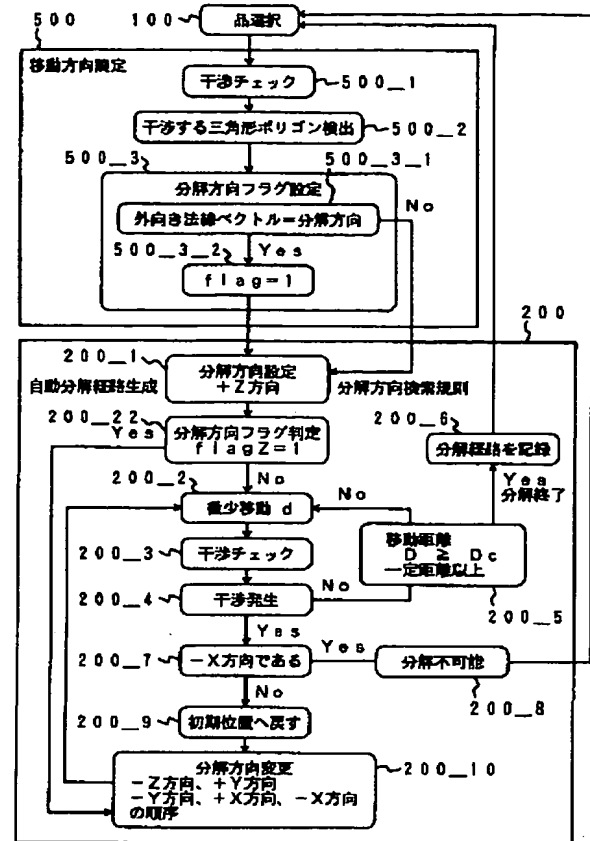 500
100
品選択
移動方向設定
干渉チェック
500_1
干渉する三角形ポリゴン検出
500_2
500_3
500_3_1
分解方向フラグ設定
外向き法線ベクトル=分解方向
No
500_3_2
Yes
flag=1
200
200_1
分解方向設定
+Z方向
自動分解経路生成
分解方向検索規則
200_22
Yes
分解方向フラグ判定
flagZ=1
200_6
分解経路を記録
200_2
No
No
Yes
分解終了
微少移動 d
移動距離
D ≧ Dc
一定距離以上
200_3
干渉チェック
No
200_4
干渉発生
200_5
Yes
200_7
-X方向である
Yes
分解不可能
No
200_8
200_9
初期位置へ戻す
分解方向変更
200_10
-Z方向、+Y方向
-Y方向、+X方向、-X方向
の順序